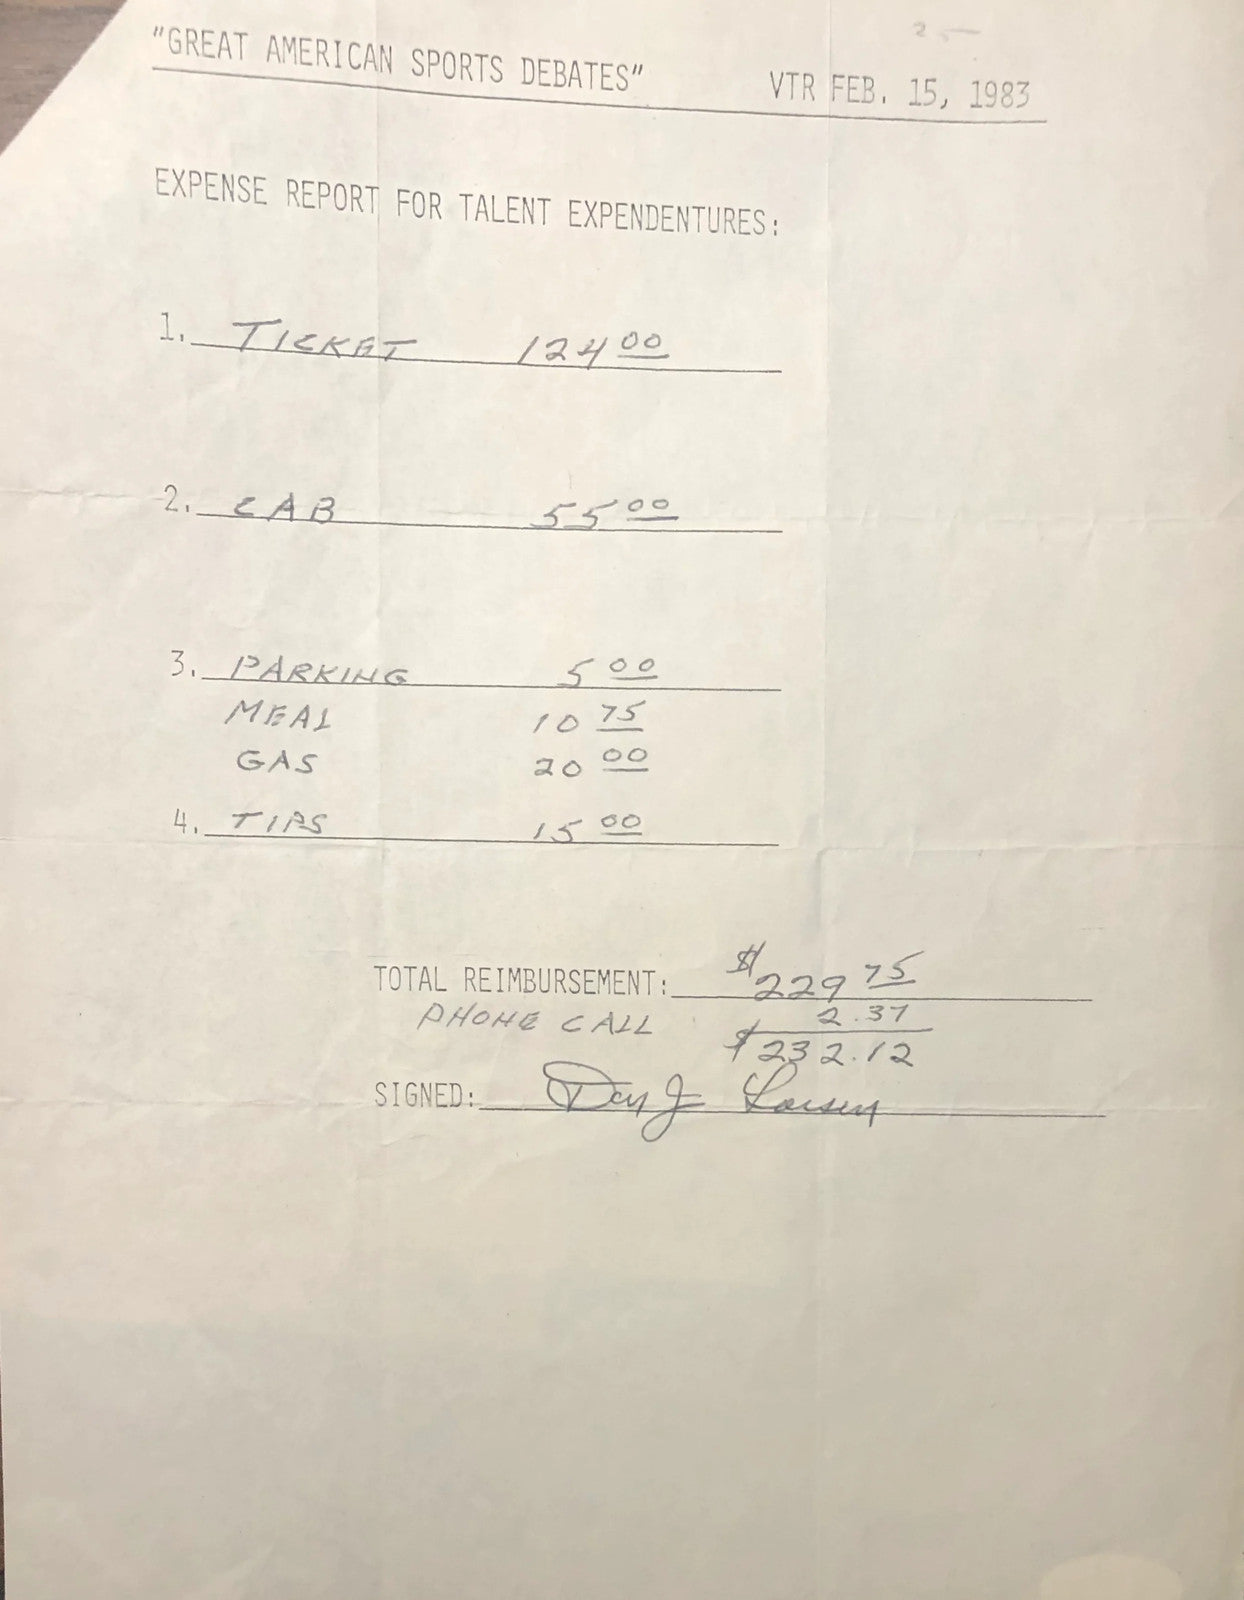 "GREAT AMERICAN SPORTS DEBATES" VTR FEB. 15, 1983
EXPENSE REPORT FOR TALENT EXPENDENTURES:
1. TICKET 124 00
2. CAB 55 00
3. PARKING 5 00
MEAL 10 75
GAS 20 00
4. TIPS 15 00
TOTAL REIMBURSEMENT: $229 75
PHONE CALL 2.37
$232.12
SIGNED: Don J Larsen